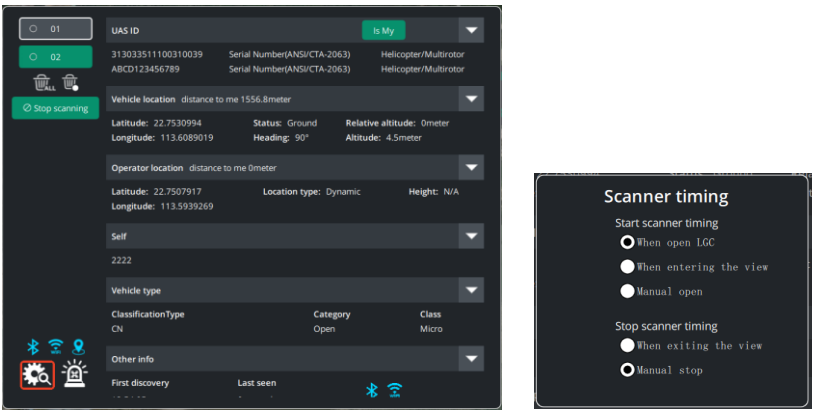 01
02
ALL
Stop scanning
UAS ID
Is My
313033511100310039 Serial Number(ANSI/CTA-2063) Helicopter/Multirotor
ABCD123456789 Serial Number(ANSI/CTA-2063) Helicopter/Multirotor
Vehicle location distance to me 1556.8meter
Latitude: 22.7530994 Status: Ground Relative altitude: 0meter
Longitude: 113.6089019 Heading: 90° Altitude: 4.5meter
Operator location distance to me 0meter
Latitude: 22.7507917 Location type: Dynamic Height: N/A
Longitude: 113.5939269
Self
2222
Vehicle type
ClassificationType Category Class
CN Open Micro
Other info
First discovery Last seen
Scanner timing
Start scanner timing
When open LGC
When entering the view
Manual open
Stop scanner timing
When exiting the view
Manual stop